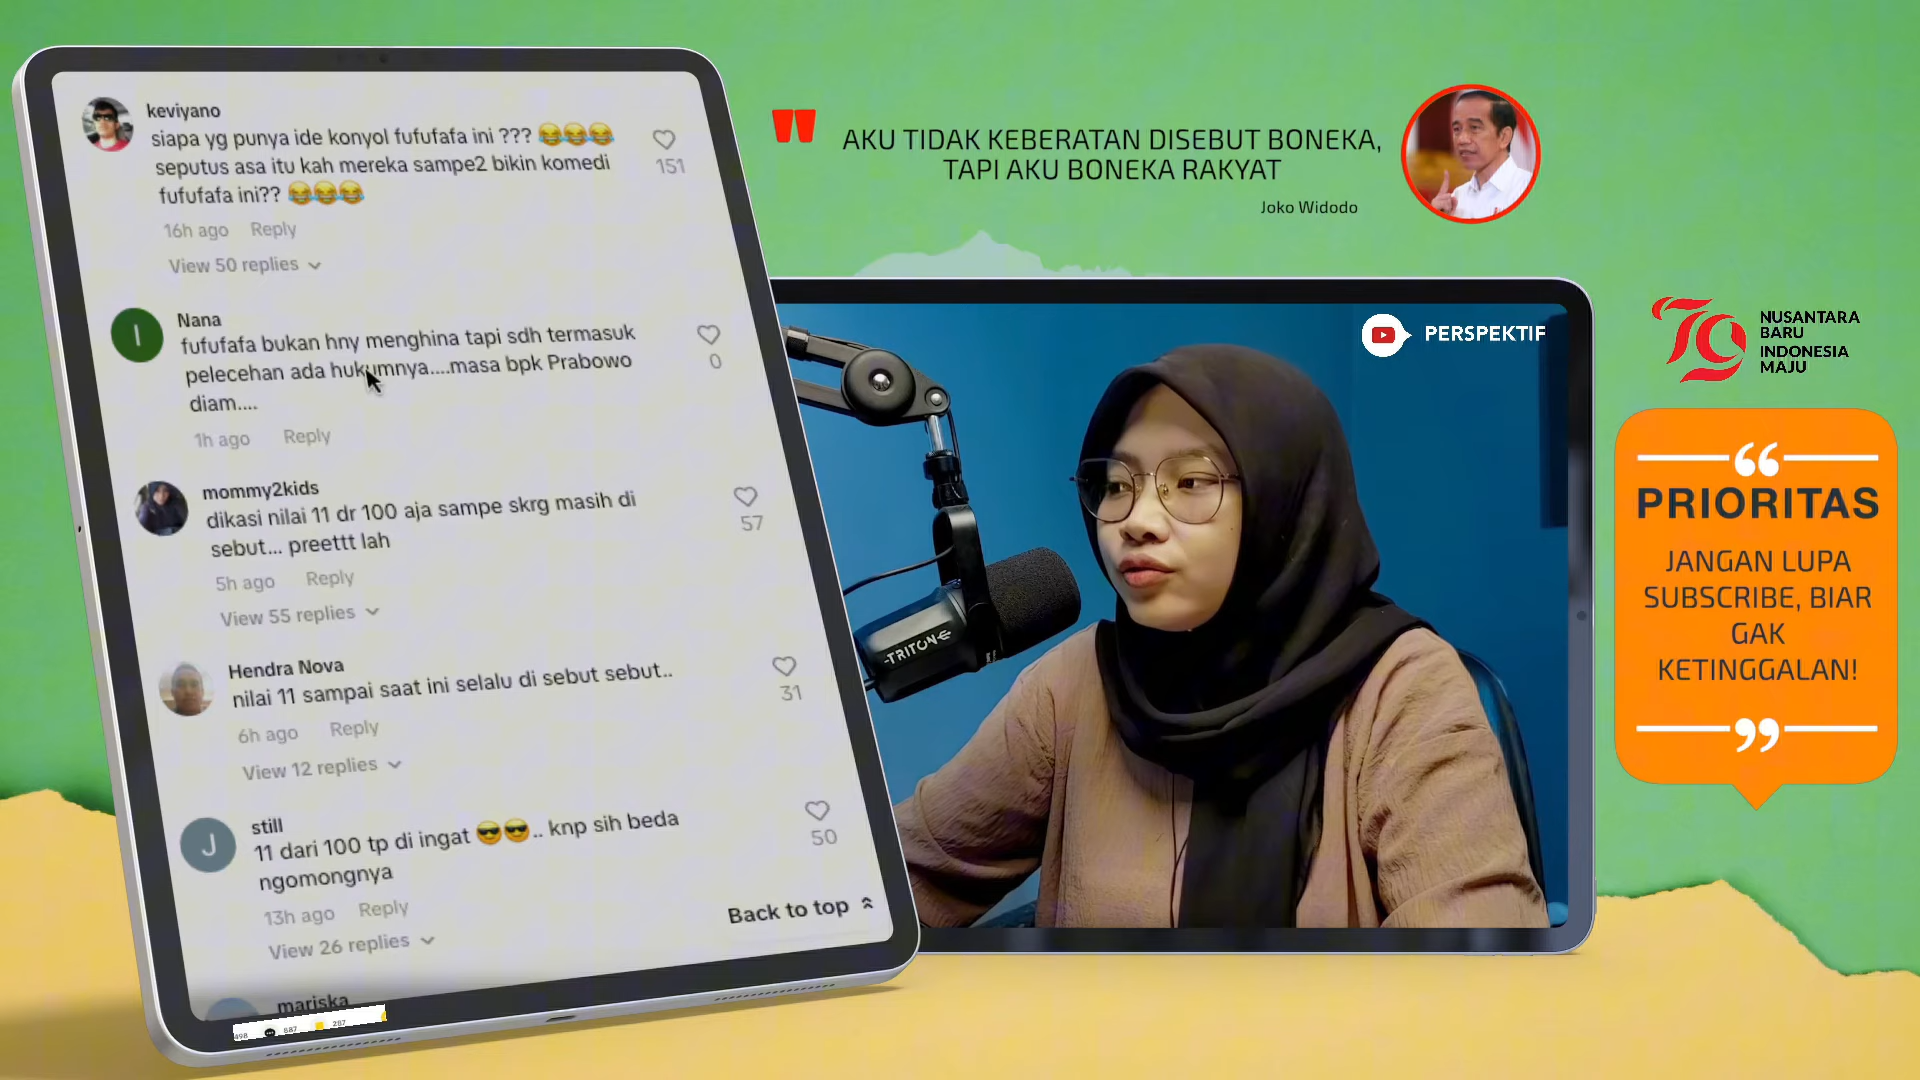 keviyano
siapa yg punya ide konyol fufufafa ini ??? 😂😂😂
seputus asa itu kah mereka sampe2 bikin komedi
fufufafa ini?? 😂😂😂
151
16h ago Reply
View 50 replies
I
Nana
fufufafa bukan hny menghina tapi sdh termasuk
pelecehan ada hukumnya....masa bpk Prabowo
diam....
0
1h ago Reply
mommy2kids
dikasi nilai 11 dr 100 aja sampe skrg masih di
sebut... preettt lah
57
5h ago Reply
View 55 replies
Hendra Nova
nilai 11 sampai saat ini selalu di sebut sebut..
31
6h ago Reply
View 12 replies
J
still
11 dari 100 tp di ingat 😎😎.. knp sih beda
ngomongnya
50
13h ago Reply
View 26 replies
Back to top
mariska
498 887 287
" AKU TIDAK KEBERATAN DISEBUT BONEKA,
TAPI AKU BONEKA RAKYAT
Joko Widodo
PERSPEKTIF
TRITON
79
NUSANTARA
BARU
INDONESIA
MAJU
“
PRIORITAS
JANGAN LUPA
SUBSCRIBE, BIAR
GAK
KETINGGALAN!
”